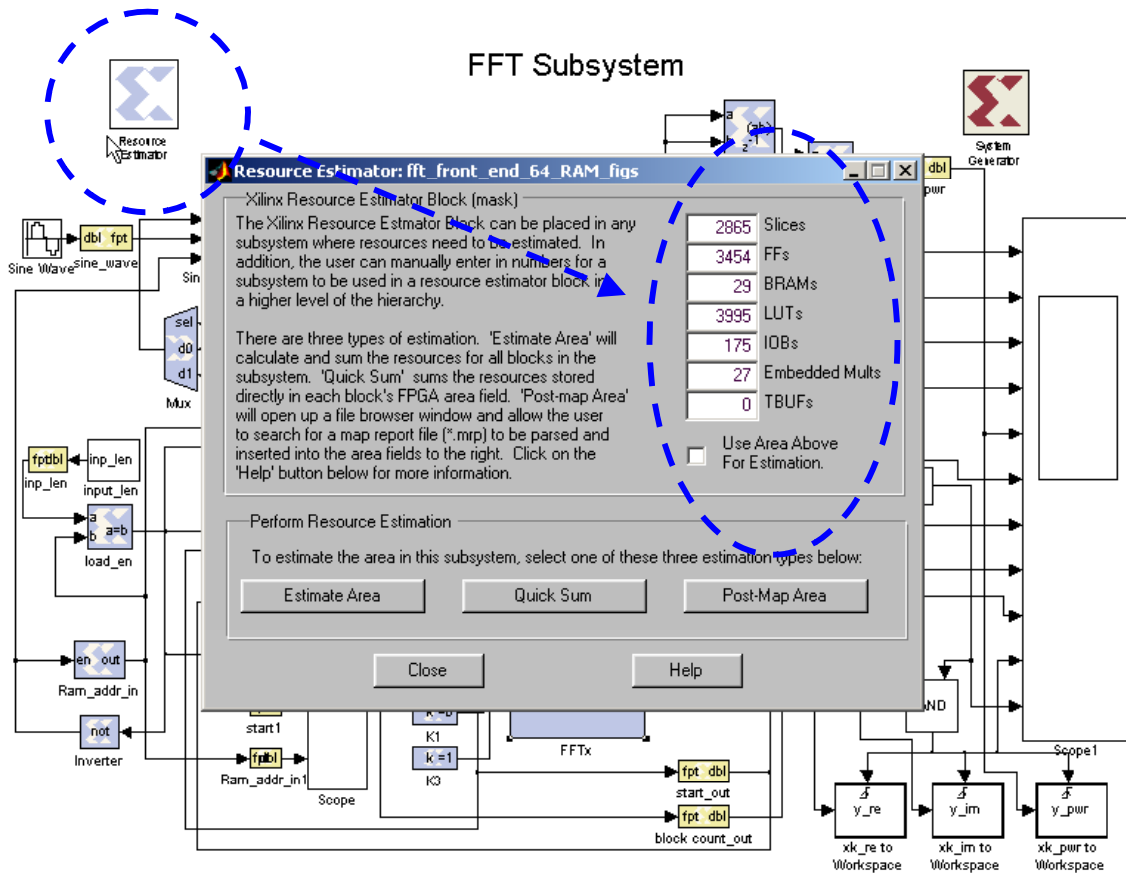 FFT Subsystem
Resource
Estimator
System
Generator
a
b
(ab)
z-1
dbl
pwr
Resource Estimator: fft_front_end_64_RAM_figs
Xilinx Resource Estimator Block (mask)
The Xilinx Resource Estmator Block can be placed in any
subsystem where resources need to be estimated. In
addition, the user can manually enter in numbers for a
subsystem to be used in a resource estimator block in
a higher level of the hierarchy.
There are three types of estimation. 'Estimate Area' will
calculate and sum the resources for all blocks in the
subsystem. 'Quick Sum' sums the resources stored
directly in each block's FPGA area field. 'Post-map Area'
will open up a file browser window and allow the user
to search for a map report file (*.mrp) to be parsed and
inserted into the area fields to the right. Click on the
'Help' button below for more information.
2865 Slices
3454 FFs
29 BRAMs
3995 LUTs
175 IOBs
27 Embedded Mults
0 TBUFs
Use Area Above
For Estimation.
Perform Resource Estimation
To estimate the area in this subsystem, select one of these three estimation types below:
Estimate Area
Quick Sum
Post-Map Area
Close
Help
Sine Wave
dbl fpt
sine_wave
Sin
sel
d0
d1
Mux
fpt dbl
inp_len
inp_len
input_len
a
b
a=b
load_en
en out
Ram_addr_in
not
Inverter
start1
fpt dbl
Ram_addr_in1
Scope
K1
k =1
K3
FFTx
fpt dbl
start_out
fpt dbl
block count_out
Scope1
y_re
xk_re to
Workspace
y_im
xk_im to
Workspace
y_pwr
xk_pwr to
Workspace